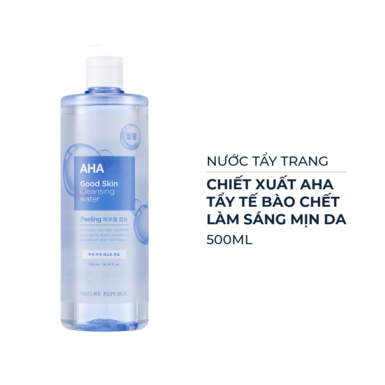 AHA
Good Skin
Cleansing
water
Peeling
NATURE REPUBLIC
NƯỚC TẨY TRANG
CHIẾT XUẤT AHA
TẨY TẾ BÀO CHẾT
LÀM SÁNG MỊN DA
500ML